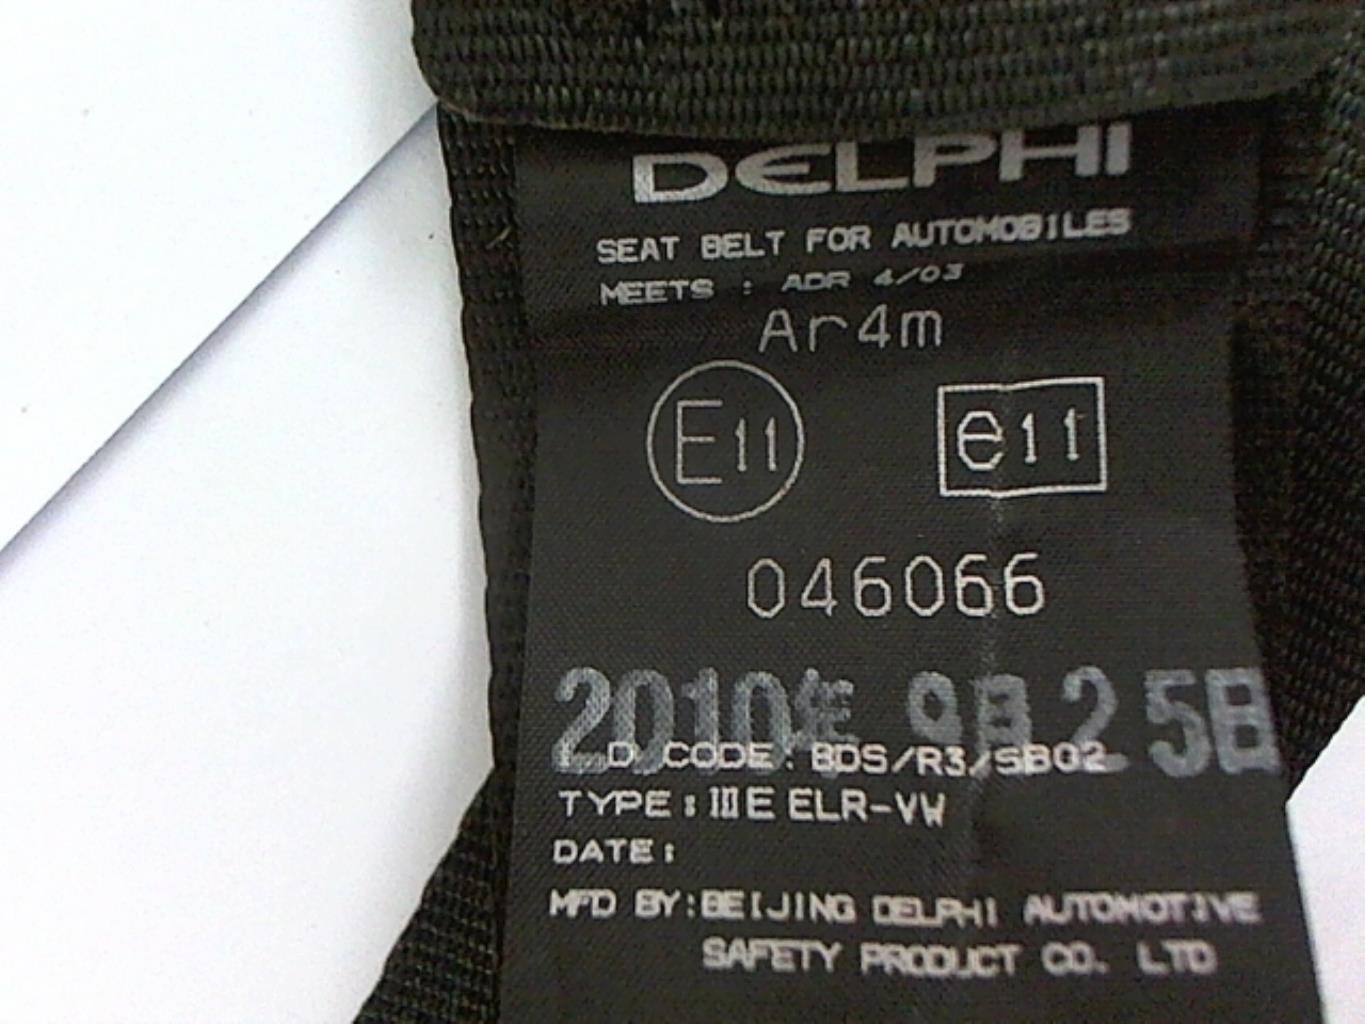 DELPHI
SEAT BELT FOR AUTOMOBILES
MEETS : ADR 4/03
Ar4m
E11 e11
046066
2010年 9月25日
I.D CODE: BDS/R3/SB02
TYPE: IIIE ELR-VW
DATE:
MFD BY:BEIJING DELPHI AUTOMOTIVE
SAFETY PRODUCT CO. LTD